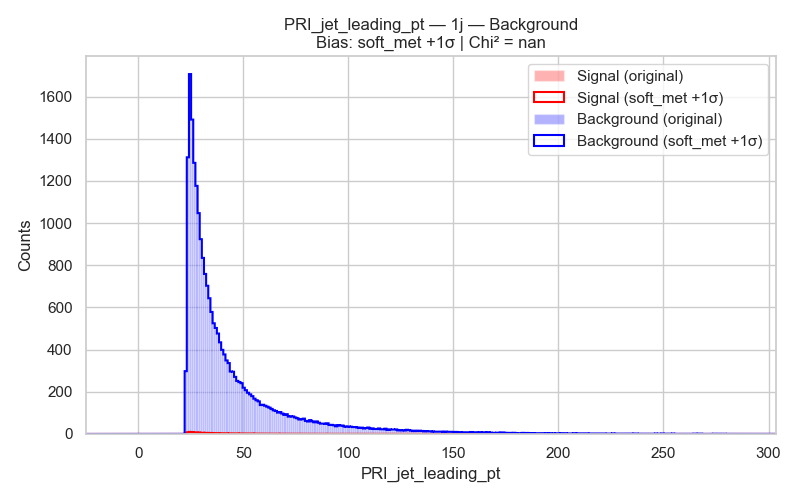 PRI_jet_leading_pt — 1j — Background
Bias: soft_met +1σ | Chi² = nan
Signal (original)
Signal (soft_met +1σ)
Background (original)
Background (soft_met +1σ)
Counts
1600
1400
1200
1000
800
600
400
200
0
0 50 100 150 200 250 300
PRI_jet_leading_pt